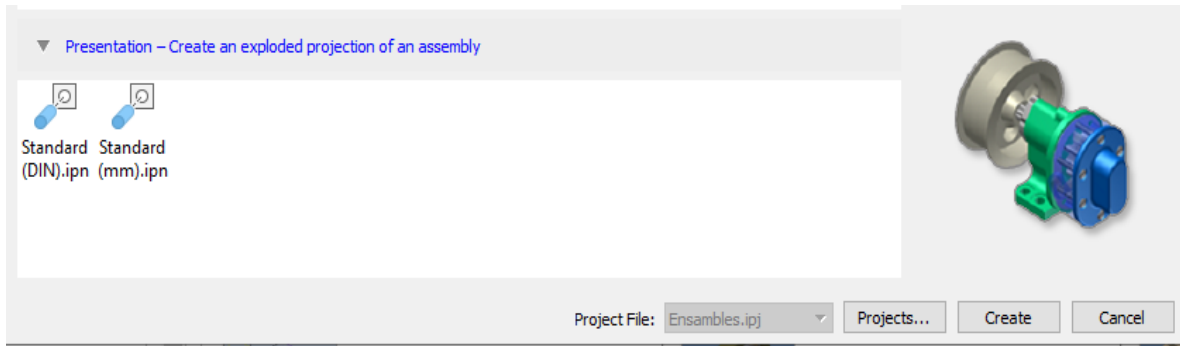 Presentation – Create an exploded projection of an assembly
Standard Standard
(DIN).ipn (mm).ipn
Project File: Ensambles.ipj Projects... Create Cancel